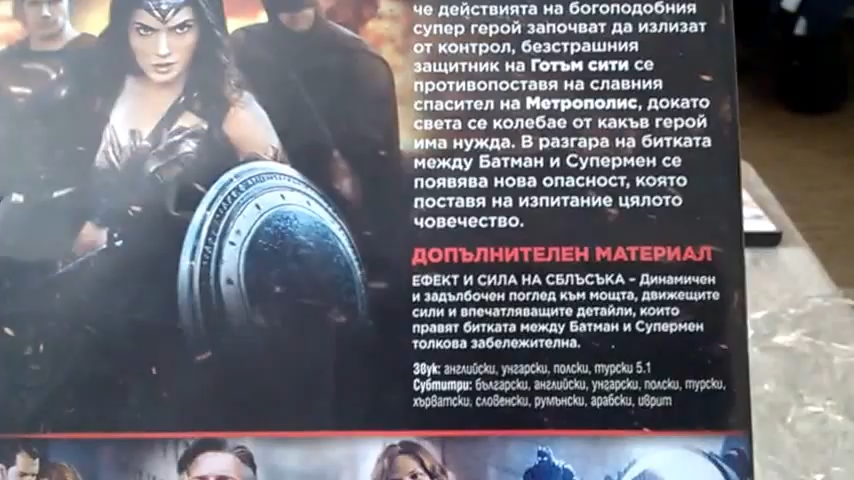 че действията на богоподобния
супер герой започват да излизат
от контрол, безстрашния
защитник на Готъм сити се
противопоставя на славния
спасител на Метрополис, докато
света се колебае от какъв герой
има нужда. В разгара на битката
между Батман и Супермен се
появява нова опасност, която
поставя на изпитание цялото
човечество.
ДОПЪЛНИТЕЛЕН МАТЕРИАЛ
ЕФЕКТ И СИЛА НА СБЛЪСЪКА – Динамичен
и задълбочен поглед към мощта, движещите
сили и впечатляващите детайли, които
правят битката между Батман и Супермен
толкова забележителна.
Звук: английски, унгарски, полски, турски 5.1
Субтитри: български, английски, унгарски, полски, турски,
хърватски, словенски, румънски, арабски, иврит